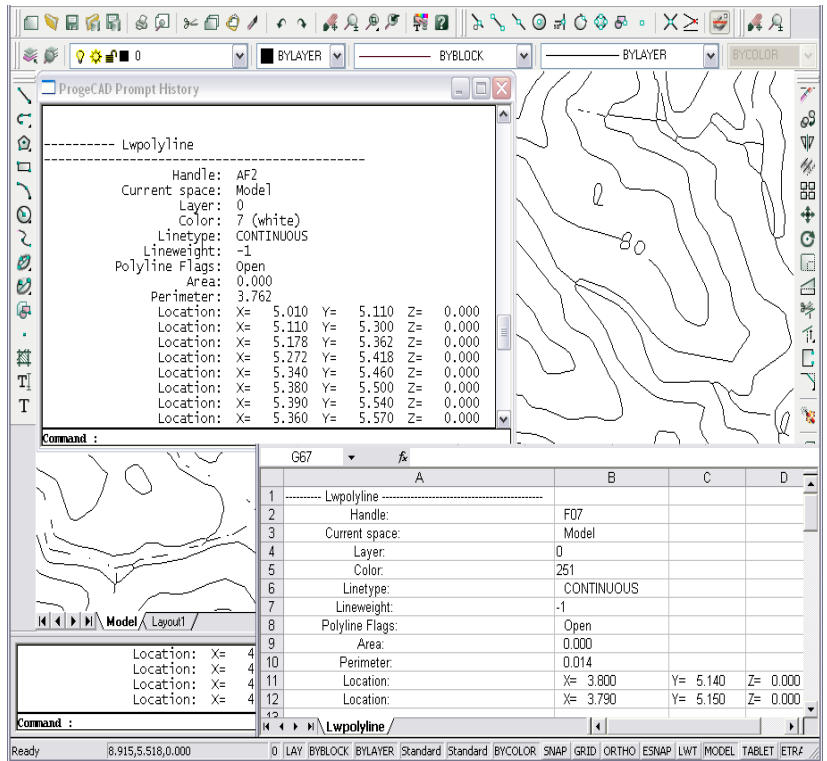 0 BYLAYER BYBLOCK BYLAYER BYCOLOR
ProgeCAD Prompt History
---------- Lwpolyline
---------------------------------------------
Handle: AF2
Current space: Model
Layer: 0
Color: 7 (white)
Linetype: CONTINUOUS
Lineweight: -1
Polyline Flags: Open
Area: 0.000
Perimeter: 3.762
Location: X= 5.010 Y= 5.110 Z= 0.000
Location: X= 5.110 Y= 5.300 Z= 0.000
Location: X= 5.178 Y= 5.362 Z= 0.000
Location: X= 5.272 Y= 5.418 Z= 0.000
Location: X= 5.340 Y= 5.460 Z= 0.000
Location: X= 5.380 Y= 5.500 Z= 0.000
Location: X= 5.390 Y= 5.540 Z= 0.000
Location: X= 5.360 Y= 5.570 Z= 0.000
Command :
80
G67 fx
A B C D
1 ---------- Lwpolyline ---------------------------------------------
2 Handle: F07
3 Current space: Model
4 Layer: 0
5 Color: 251
6 Linetype: CONTINUOUS
7 Lineweight: -1
8 Polyline Flags: Open
9 Area: 0.000
10 Perimeter: 0.014
11 Location: X= 3.800 Y= 5.140 Z= 0.000
12 Location: X= 3.790 Y= 5.150 Z= 0.000
Lwpolyline
Model Layout1
Location: X= 4
Location: X= 4
Location: X= 4
Location: X= 4
Command :
Ready 8.915,5.518,0.000 0 LAY BYBLOCK BYLAYER Standard Standard BYCOLOR SNAP GRID ORTHO ESNAP LWT MODEL TABLET ETRA